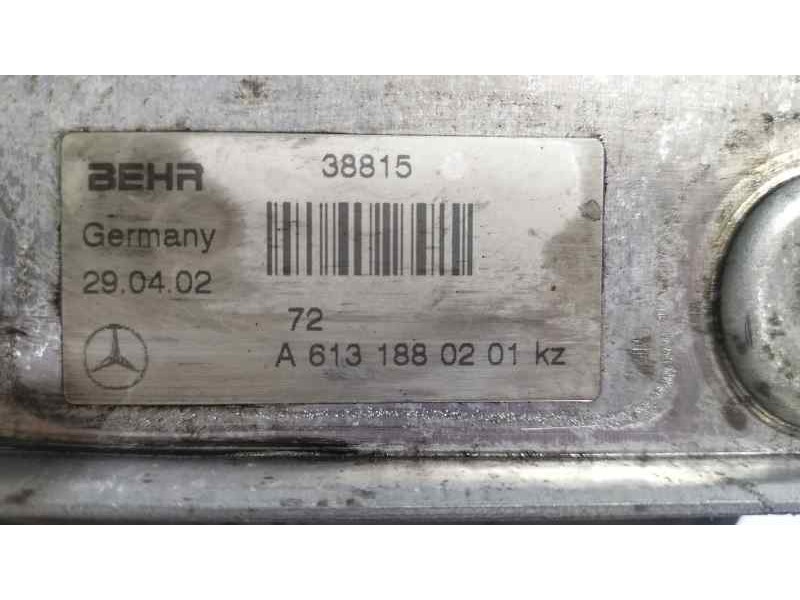 BEHR 38815
Germany
29.04.02
72
A 613 188 02 01 kz